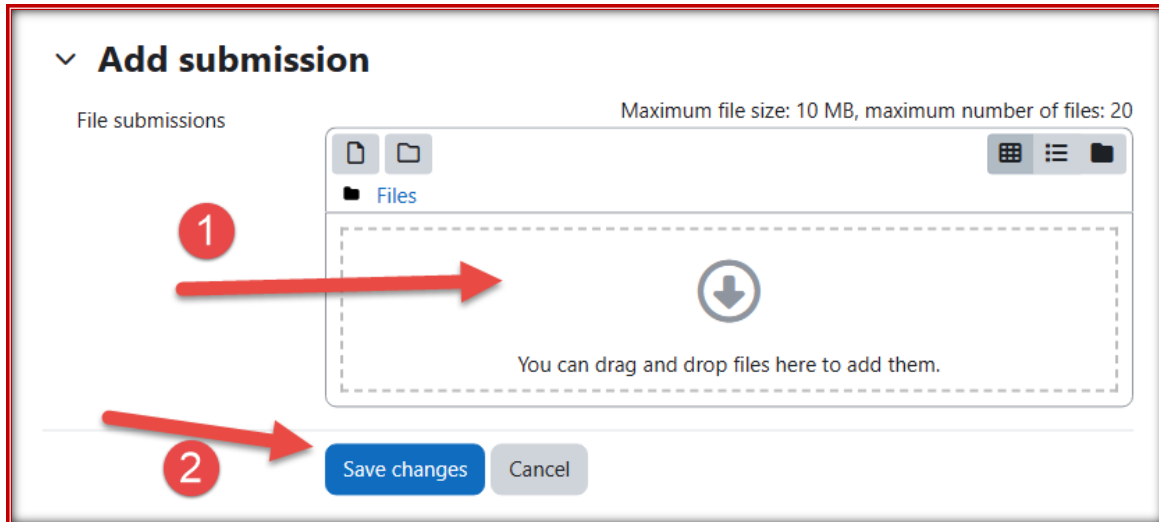 Add submission
File submissions
Maximum file size: 10 MB, maximum number of files: 20
Files
1
You can drag and drop files here to add them.
2
Save changes
Cancel